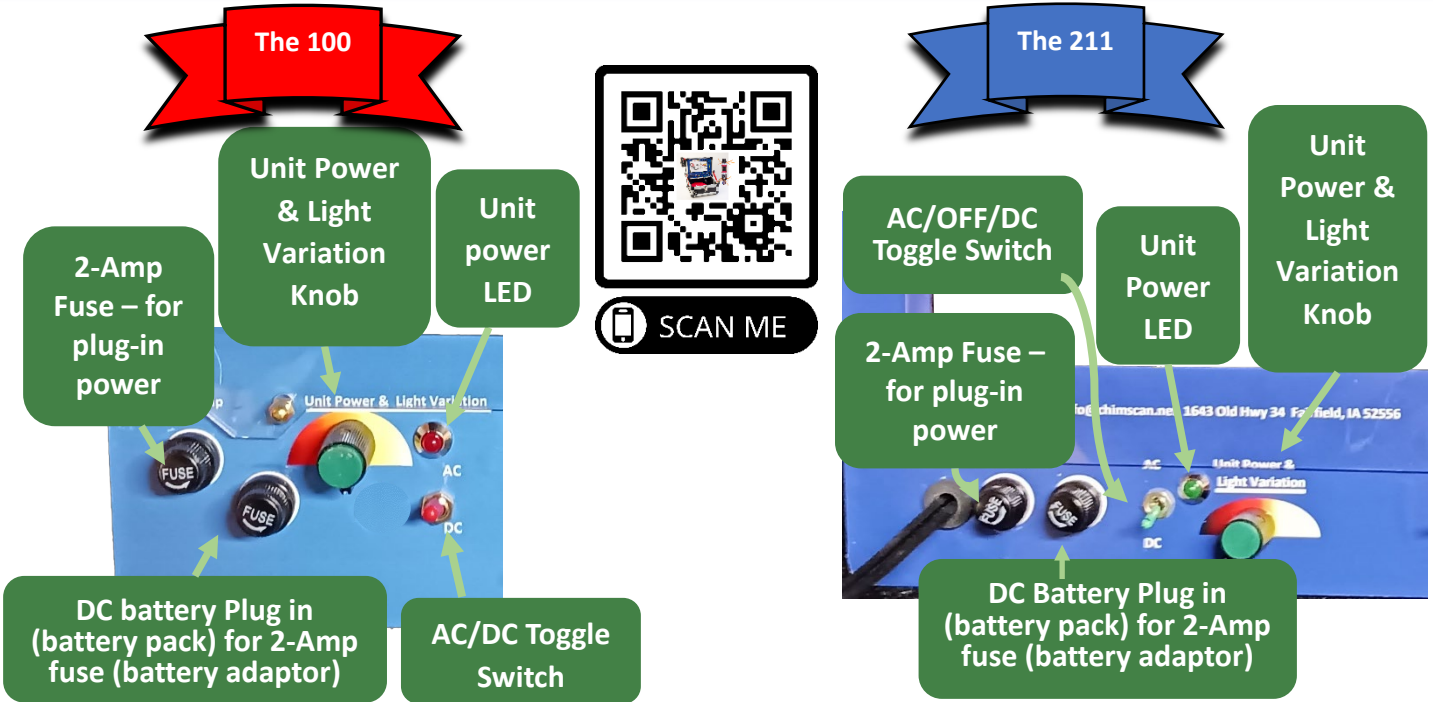 The 100
Unit Power
& Light
Variation
Knob
Unit
power
LED
2-Amp
Fuse – for
plug-in
power
Unit Power & Light Variation
AC
FUSE
FUSE
DC
DC battery Plug in
(battery pack) for 2-Amp
fuse (battery adaptor)
AC/DC Toggle
Switch
SCAN ME
The 211
Unit
Power &
Light
Variation
Knob
AC/OFF/DC
Toggle Switch
Unit
Power
LED
2-Amp Fuse –
for plug-in
power
1643 Old Hwy 34 Fairfield, IA 52556
AC
Unit Power &
Light Variation
FUSE
FUSE
DC
DC Battery Plug in
(battery pack) for 2-Amp
fuse (battery adaptor)